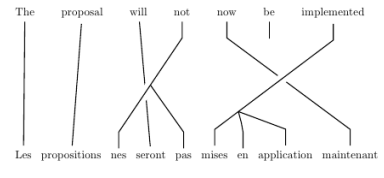 The proposal will not now be implemented
Les propositions nes seront pas mises en application maintenant